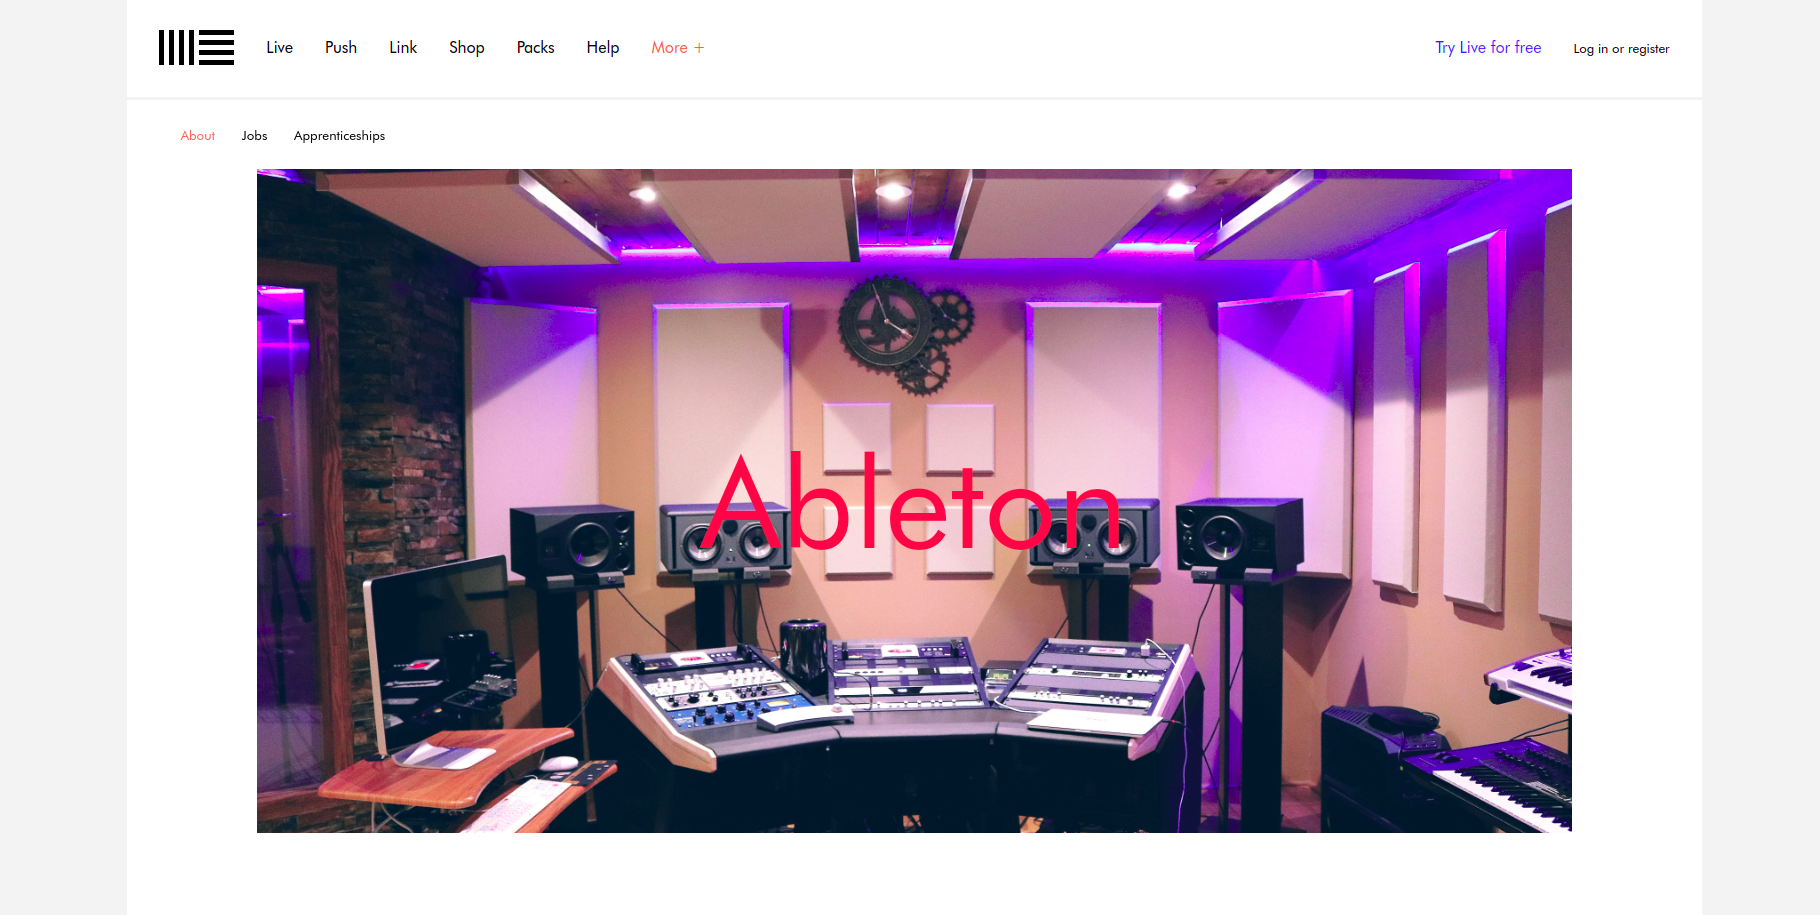 Live Push Link Shop Packs Help More + Try Live for free Log in or register
About Jobs Apprenticeships
Ableton